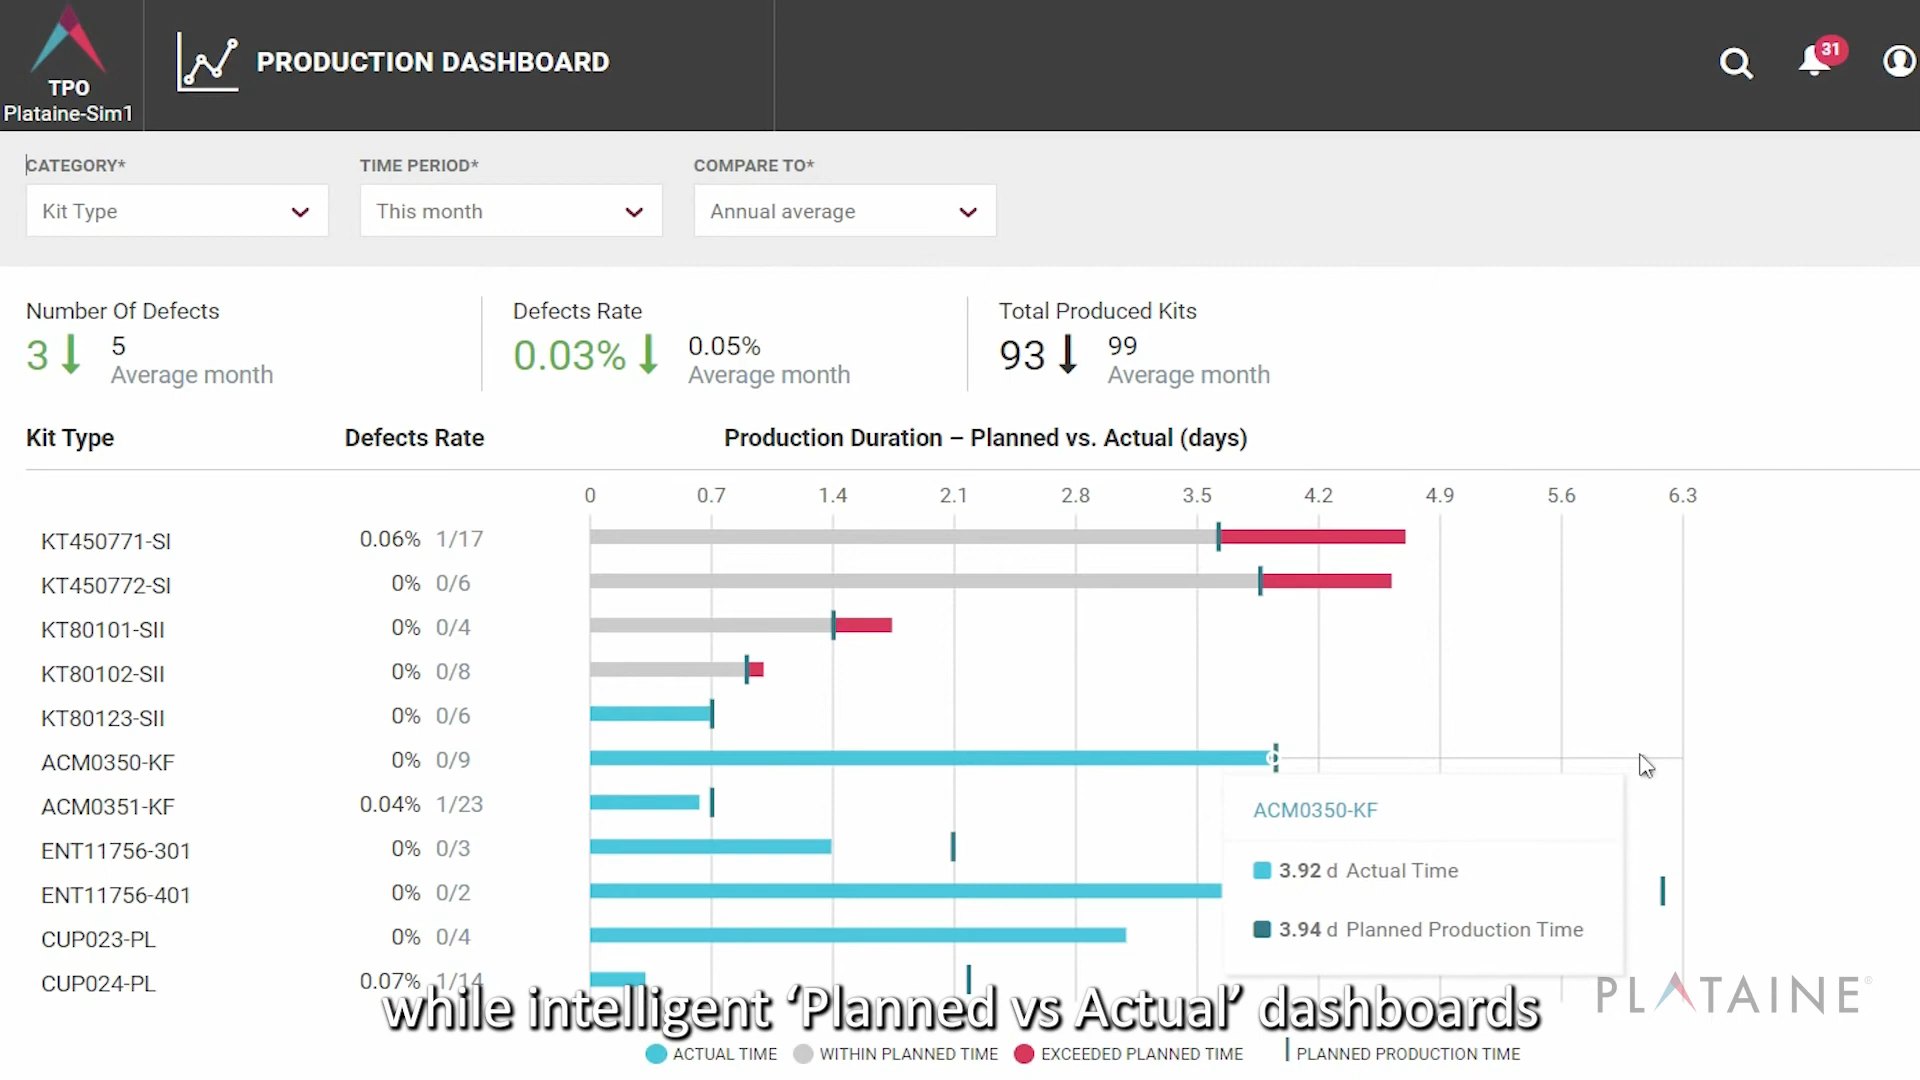 TPO
Plataine-Sim1
PRODUCTION DASHBOARD
31
CATEGORY*
TIME PERIOD*
COMPARE TO*
Kit Type
This month
Annual average
Number Of Defects
3
5
Average month
Defects Rate
0.03%
0.05%
Average month
Total Produced Kits
93
99
Average month
Kit Type
Defects Rate
Production Duration – Planned vs. Actual (days)
0 0.7 1.4 2.1 2.8 3.5 4.2 4.9 5.6 6.3
KT450771-SI 0.06% 1/17
KT450772-SI 0% 0/6
KT80101-SII 0% 0/4
KT80102-SII 0% 0/8
KT80123-SII 0% 0/6
ACM0350-KF 0% 0/9
ACM0351-KF 0.04% 1/23
ENT11756-301 0% 0/3
ENT11756-401 0% 0/2
CUP023-PL 0% 0/4
CUP024-PL 0.07% 1/14
ACM0350-KF
3.92 d Actual Time
3.94 d Planned Production Time
PLATAINE®
while intelligent ‘Planned vs Actual’ dashboards
ACTUAL TIME WITHIN PLANNED TIME EXCEEDED PLANNED TIME PLANNED PRODUCTION TIME